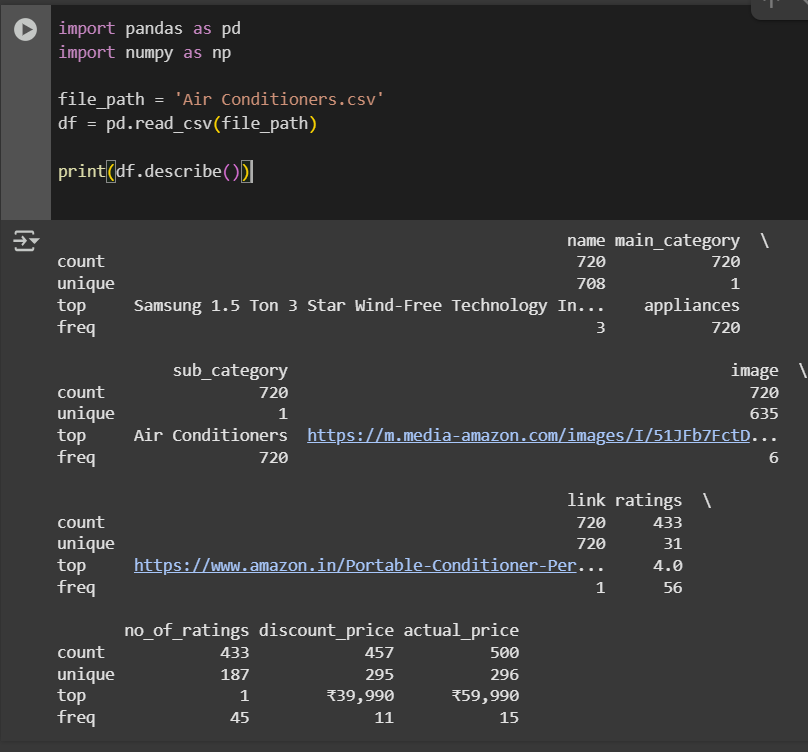 import pandas as pd
import numpy as np
file_path = 'Air Conditioners.csv'
df = pd.read_csv(file_path)
print(df.describe())
name main_category \
count 720 720
unique 708 1
top Samsung 1.5 Ton 3 Star Wind-Free Technology In... appliances
freq 3 720
sub_category image \
count 720 720
unique 1 635
top Air Conditioners https://m.media-amazon.com/images/I/51JFb7FctD...
freq 720 6
link ratings \
count 720 433
unique 720 31
top https://www.amazon.in/Portable-Conditioner-Per... 4.0
freq 1 56
no_of_ratings discount_price actual_price
count 433 457 500
unique 187 295 296
top 1 ₹39,990 ₹59,990
freq 45 11 15